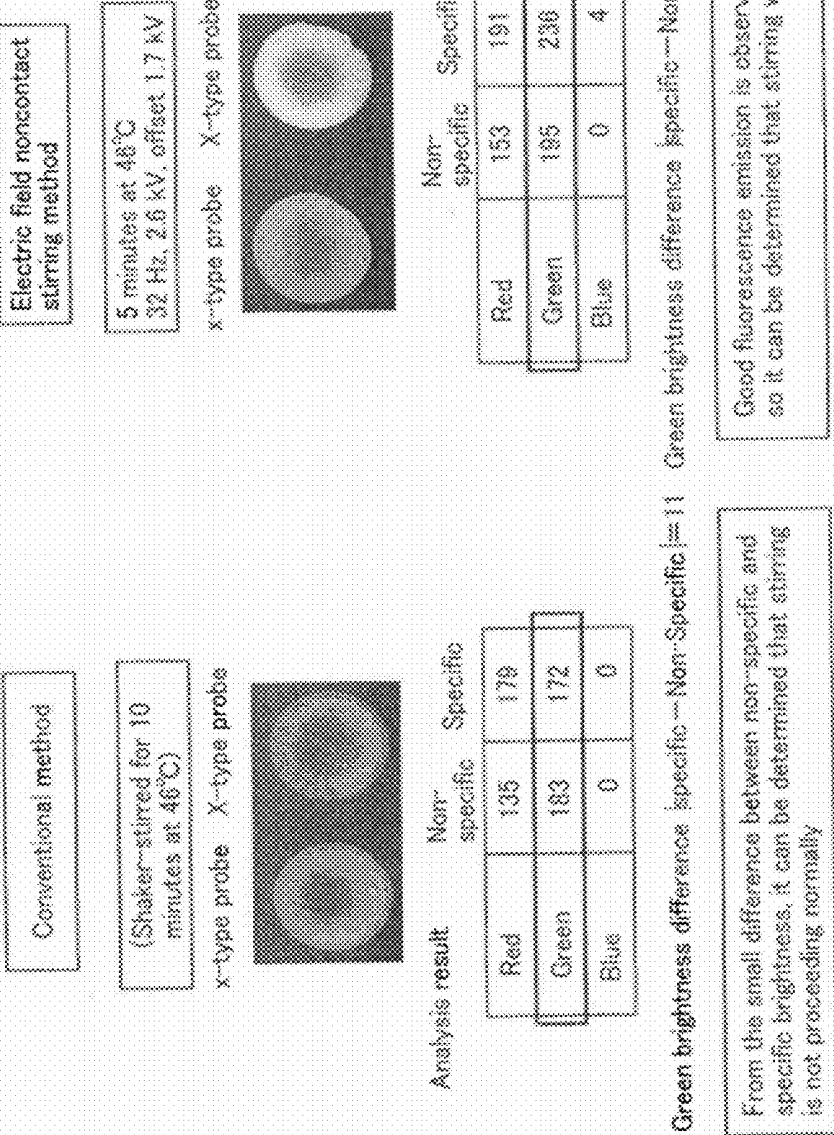 Conventional method
(Shaker-stirred for 10
minutes at 46°C)
x-type probe X-type probe
Analysis result
Non-
specific Specific
Red 135 179
Green 183 172
Blue 0 0
Green brightness difference |specific-Non-Specific|=11
From the small difference between non-specific and
specific brightness, it can be determined that stirring
is not proceeding normally
Electric field noncontact
stirring method
5 minutes at 46°C
32 Hz, 2.6 kV, offset 1.7 kV
x-type probe X-type probe
Non-
specific Specifi
Red 153 191
Green 195 236
Blue 0 4
Green brightness difference |specific-Non
Good fluorescence emission is observ
so it can be determined that stirring w